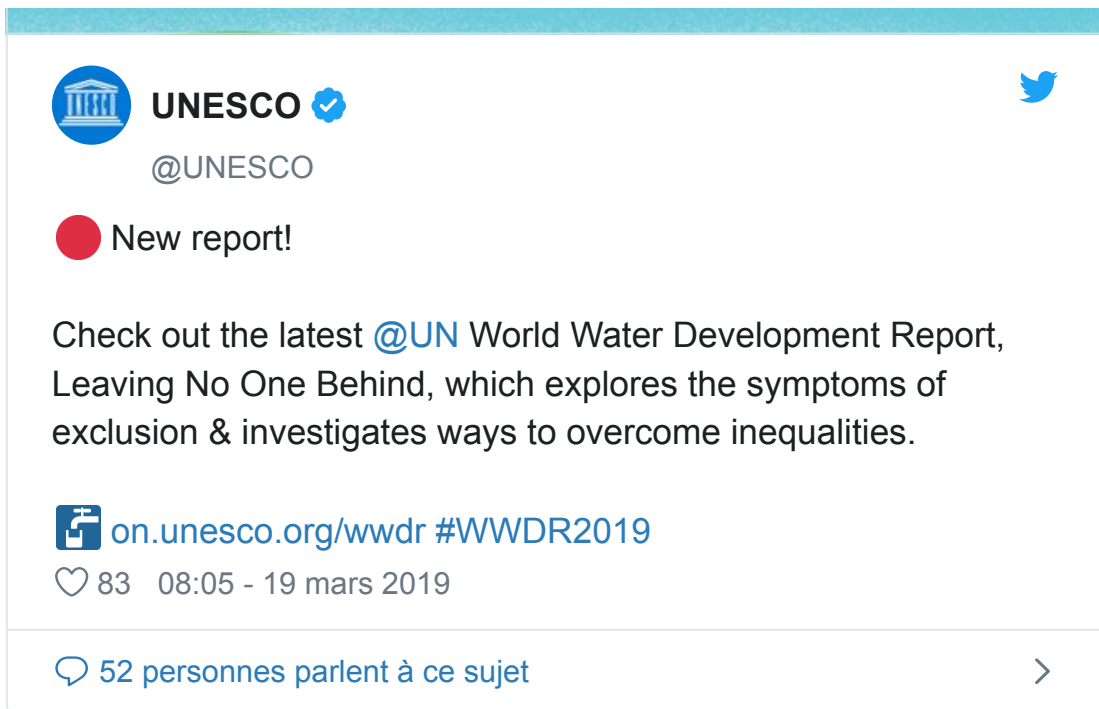 UNESCO
@UNESCO
New report!
Check out the latest @UN World Water Development Report,
Leaving No One Behind, which explores the symptoms of
exclusion & investigates ways to overcome inequalities.
on.unesco.org/wwdr #WWDR2019
83 08:05 - 19 mars 2019
52 personnes parlent à ce sujet